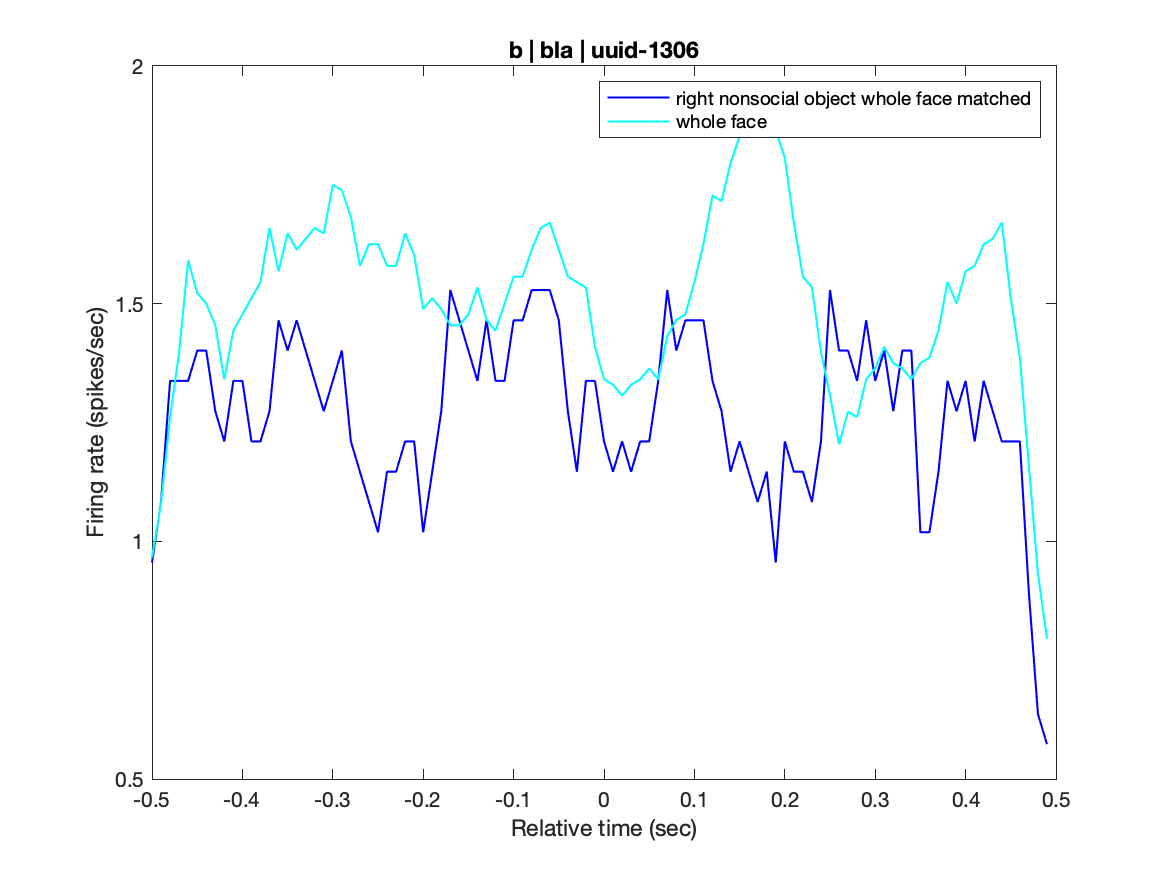 b | bla | uuid-1306
2
right nonsocial object whole face matched
whole face
1.5
Firing rate (spikes/sec)
1
0.5
-0.5 -0.4 -0.3 -0.2 -0.1 0 0.1 0.2 0.3 0.4 0.5
Relative time (sec)